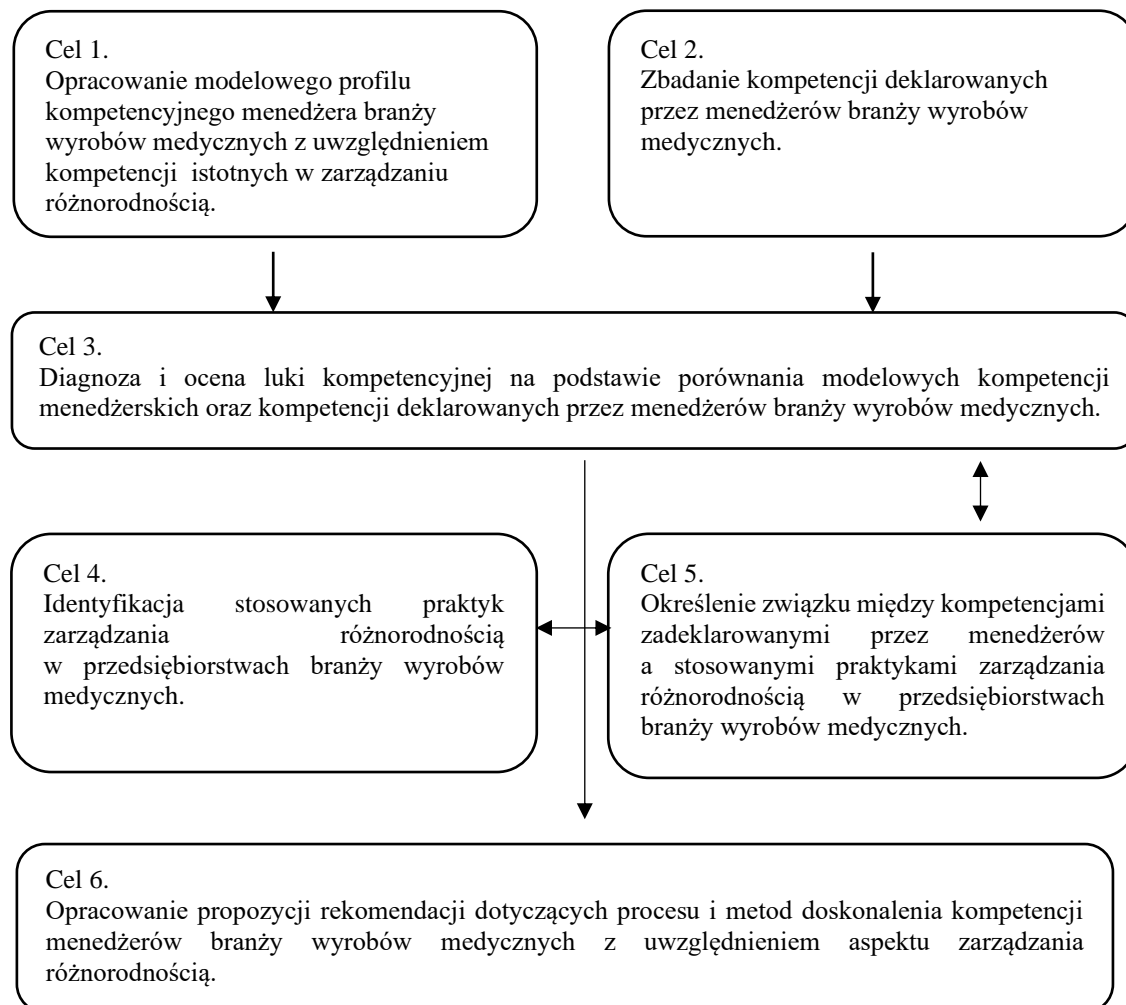 Cel 1.
Opracowanie modelowego profilu
kompetencyjnego menedżera branży
wyrobów medycznych z uwzględnieniem
kompetencji istotnych w zarządzaniu
różnorodnością.
Cel 2.
Zbadanie kompetencji deklarowanych
przez menedżerów branży wyrobów
medycznych.
Cel 3.
Diagnoza i ocena luki kompetencyjnej na podstawie porównania modelowych kompetencji
menedżerskich oraz kompetencji deklarowanych przez menedżerów branży wyrobów medycznych.
Cel 4.
Identyfikacja stosowanych praktyk
zarządzania różnorodnością
w przedsiębiorstwach branży wyrobów
medycznych.
Cel 5.
Określenie związku między kompetencjami
zadeklarowanymi przez menedżerów
a stosowanymi praktykami zarządzania
różnorodnością w przedsiębiorstwach
branży wyrobów medycznych.
Cel 6.
Opracowanie propozycji rekomendacji dotyczących procesu i metod doskonalenia kompetencji
menedżerów branży wyrobów medycznych z uwzględnieniem aspektu zarządzania
różnorodnością.